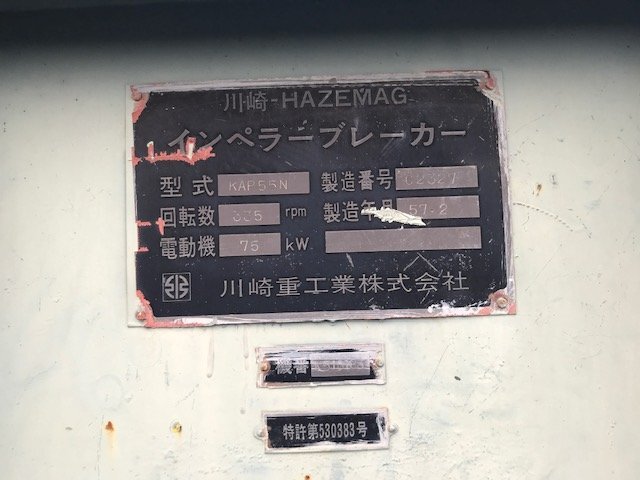 川崎-HAZEMAG
インペラーブレーカー
型式 KAP55N 製造番号
回転数 335 rpm 製造年号 57.2
電動機 75 kW
川崎重工業株式会社
機番
特許第530383号